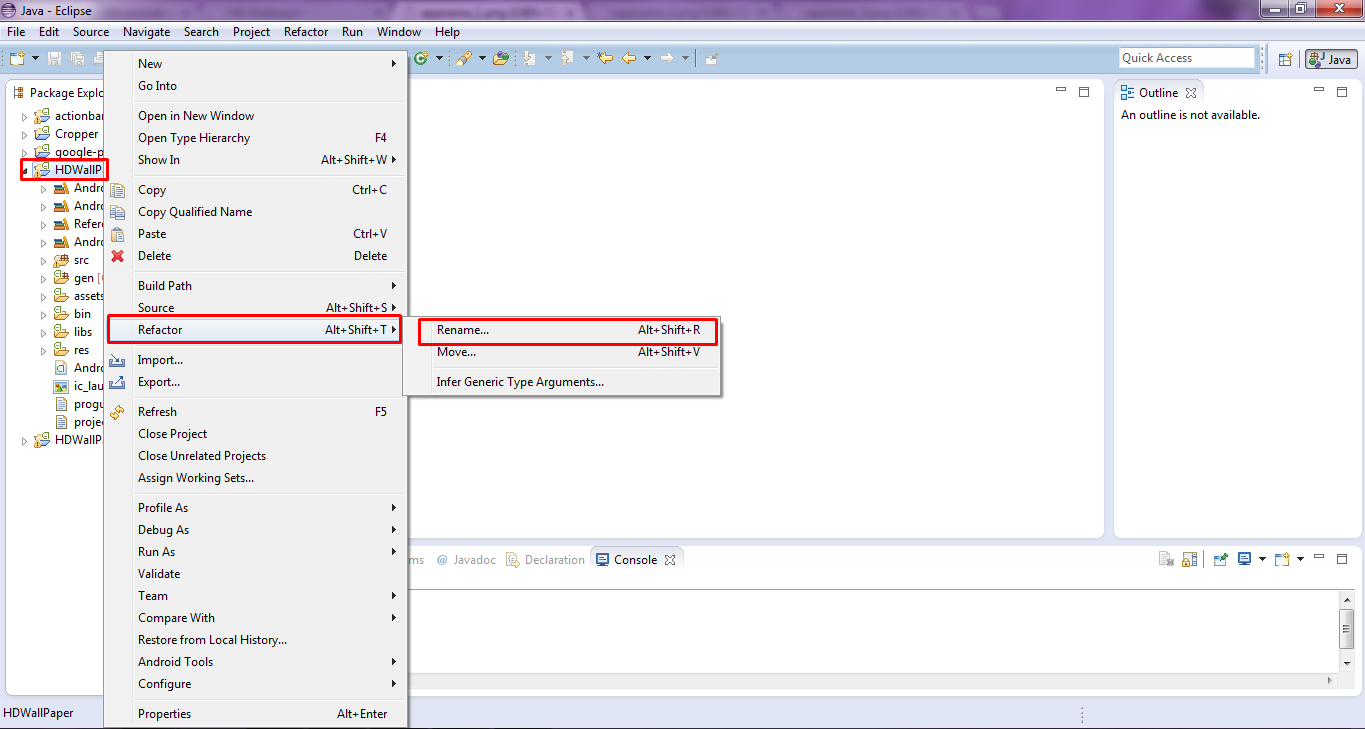 Java - Eclipse
File Edit Source Navigate Search Project Refactor Run Window Help
Quick Access
Java
Package Explo
actionbar
Cropper
google-p
HDWallP
Andro
Andro
Refere
Andro
src
gen [
assets
bin
libs
res
Andro
ic_lau
progu
projec
HDWallP
New
Go Into
Open in New Window
Open Type Hierarchy F4
Show In Alt+Shift+W
Copy Ctrl+C
Copy Qualified Name
Paste Ctrl+V
Delete Delete
Build Path
Source Alt+Shift+S
Refactor Alt+Shift+T
Import...
Export...
Refresh F5
Close Project
Close Unrelated Projects
Assign Working Sets...
Profile As
Debug As
Run As
Validate
Team
Compare With
Restore from Local History...
Android Tools
Configure
Properties Alt+Enter
Rename... Alt+Shift+R
Move... Alt+Shift+V
Infer Generic Type Arguments...
Outline
An outline is not available.
ms @ Javadoc Declaration Console
HDWallPaper